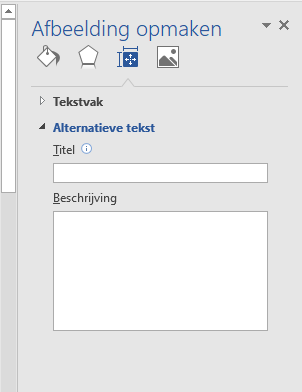 Afbeelding opmaken
Tekstvak
Alternatieve tekst
Titel
Beschrijving